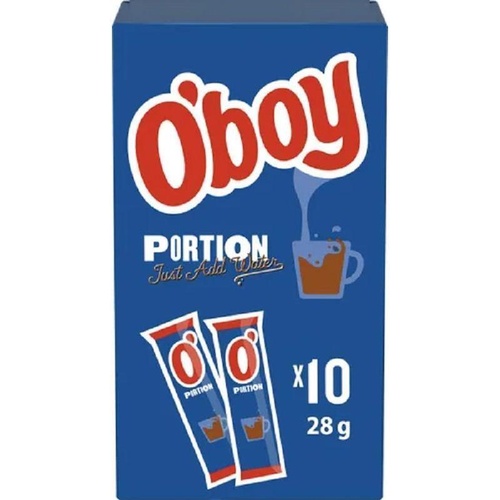 O'boy
PORTION
Just Add Water
O' O'
PORTION PORTION
x10
28 g